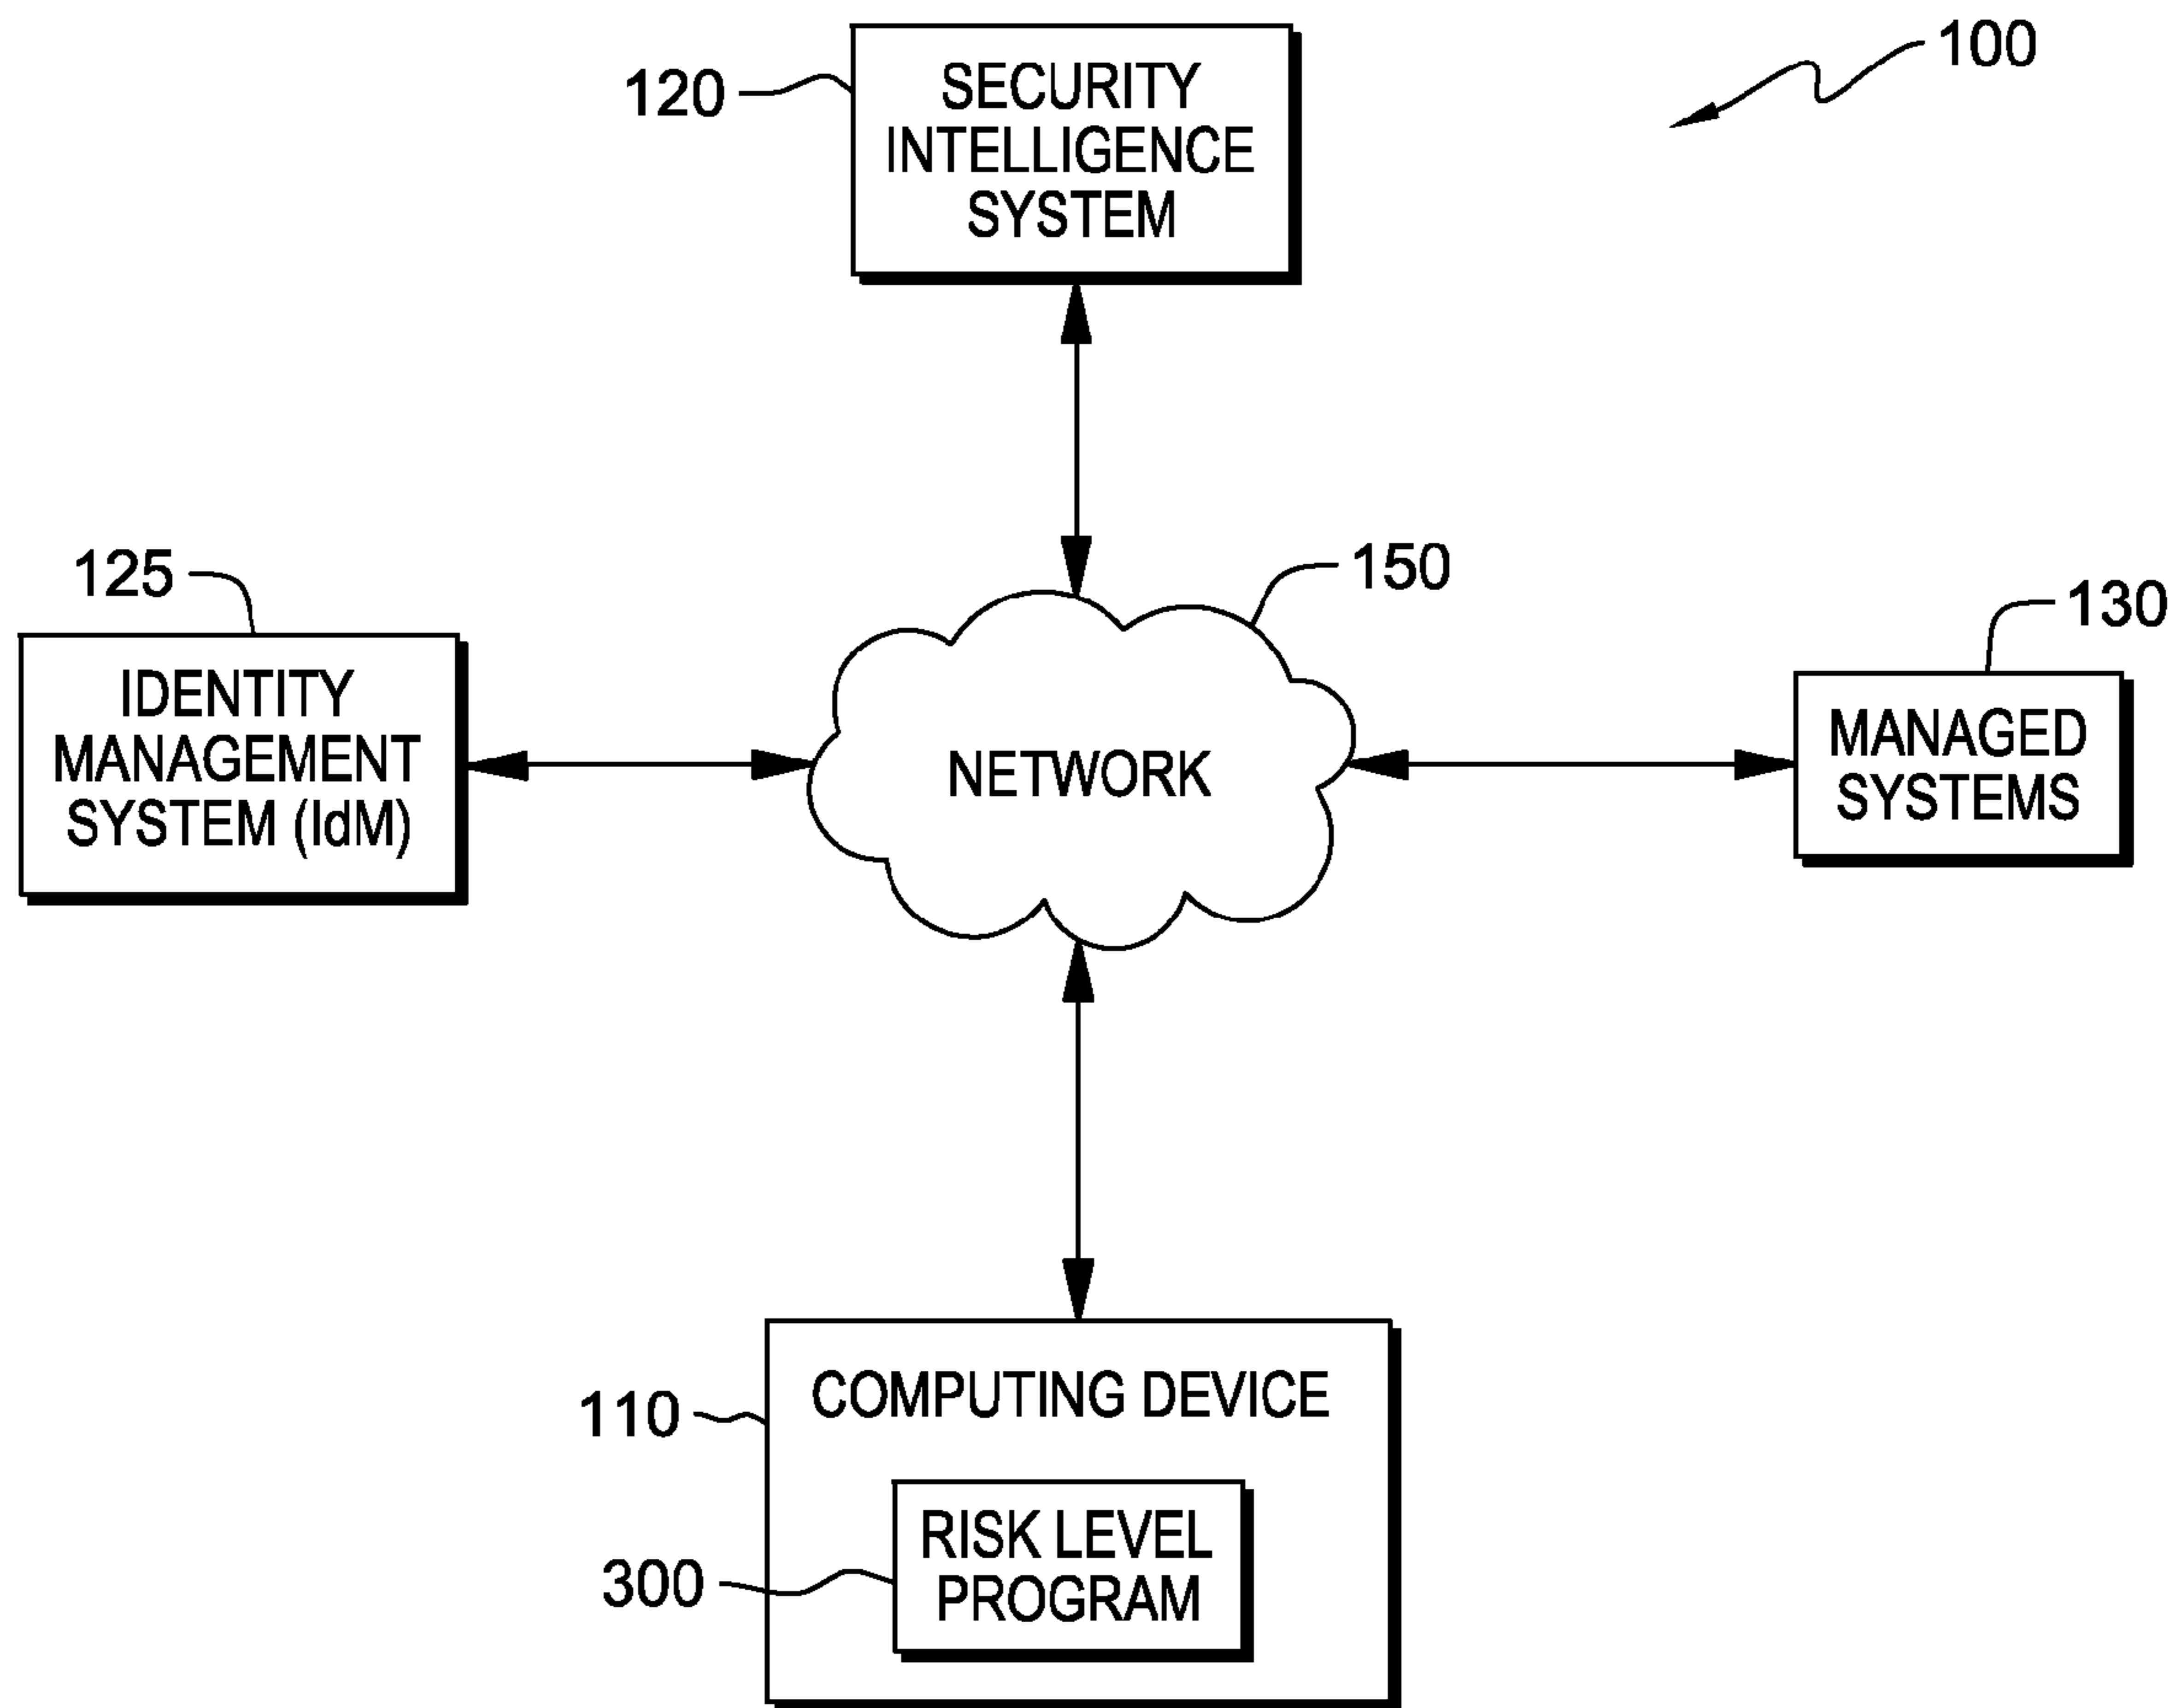 100
120
SECURITY
INTELLIGENCE
SYSTEM
125
IDENTITY
MANAGEMENT
SYSTEM (IdM)
150
NETWORK
130
MANAGED
SYSTEMS
110
COMPUTING DEVICE
300
RISK LEVEL
PROGRAM